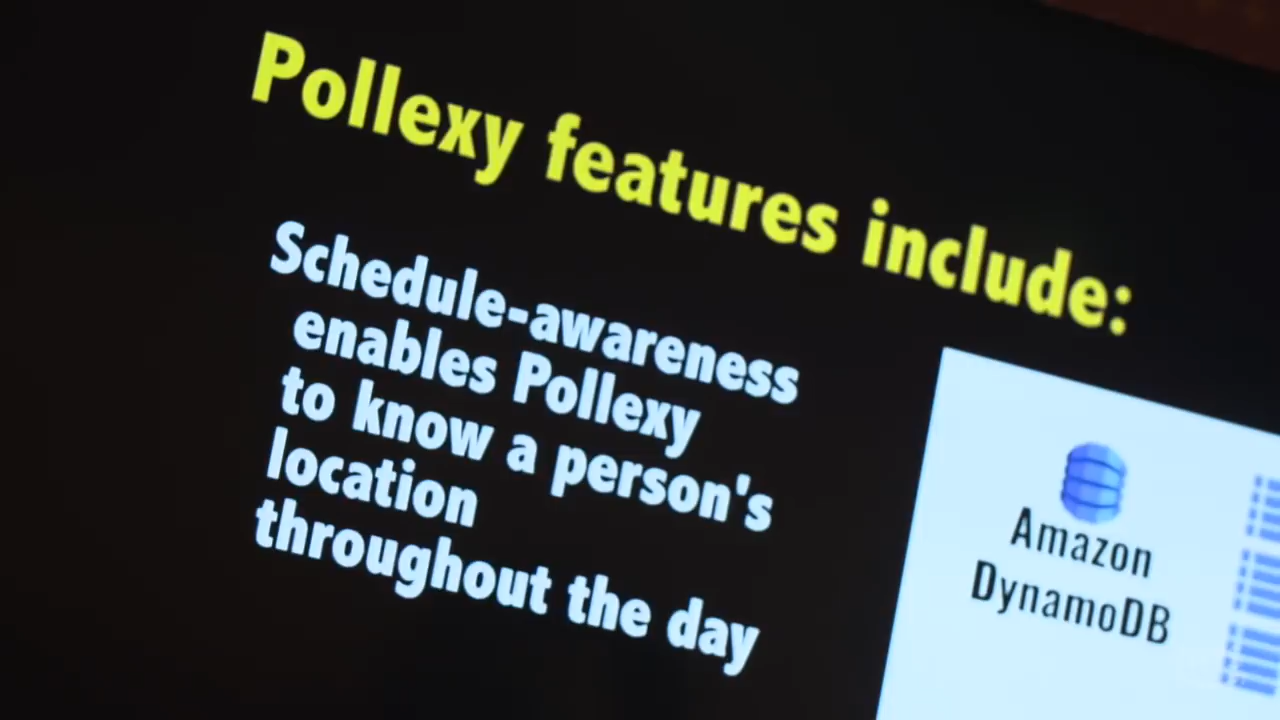 Pollexy features include:
Schedule-awareness
enables Pollexy
to know a person's
location
throughout the day
Amazon
DynamoDB